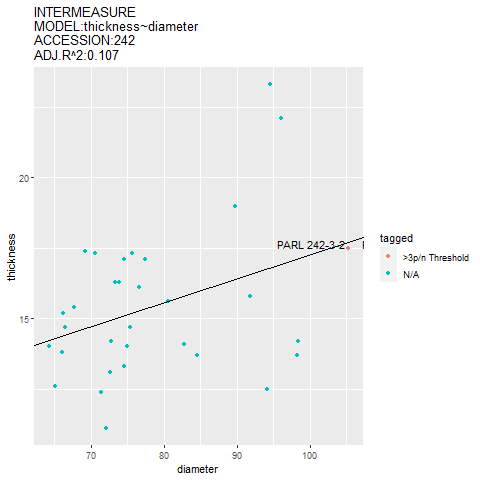 INTERMEASURE
MODEL:thickness~diameter
ACCESSION:242
ADJ.R^2:0.107
20
15
thickness
PARL 242-3-2
70
80
90
100
diameter
tagged
>3p/n Threshold
N/A